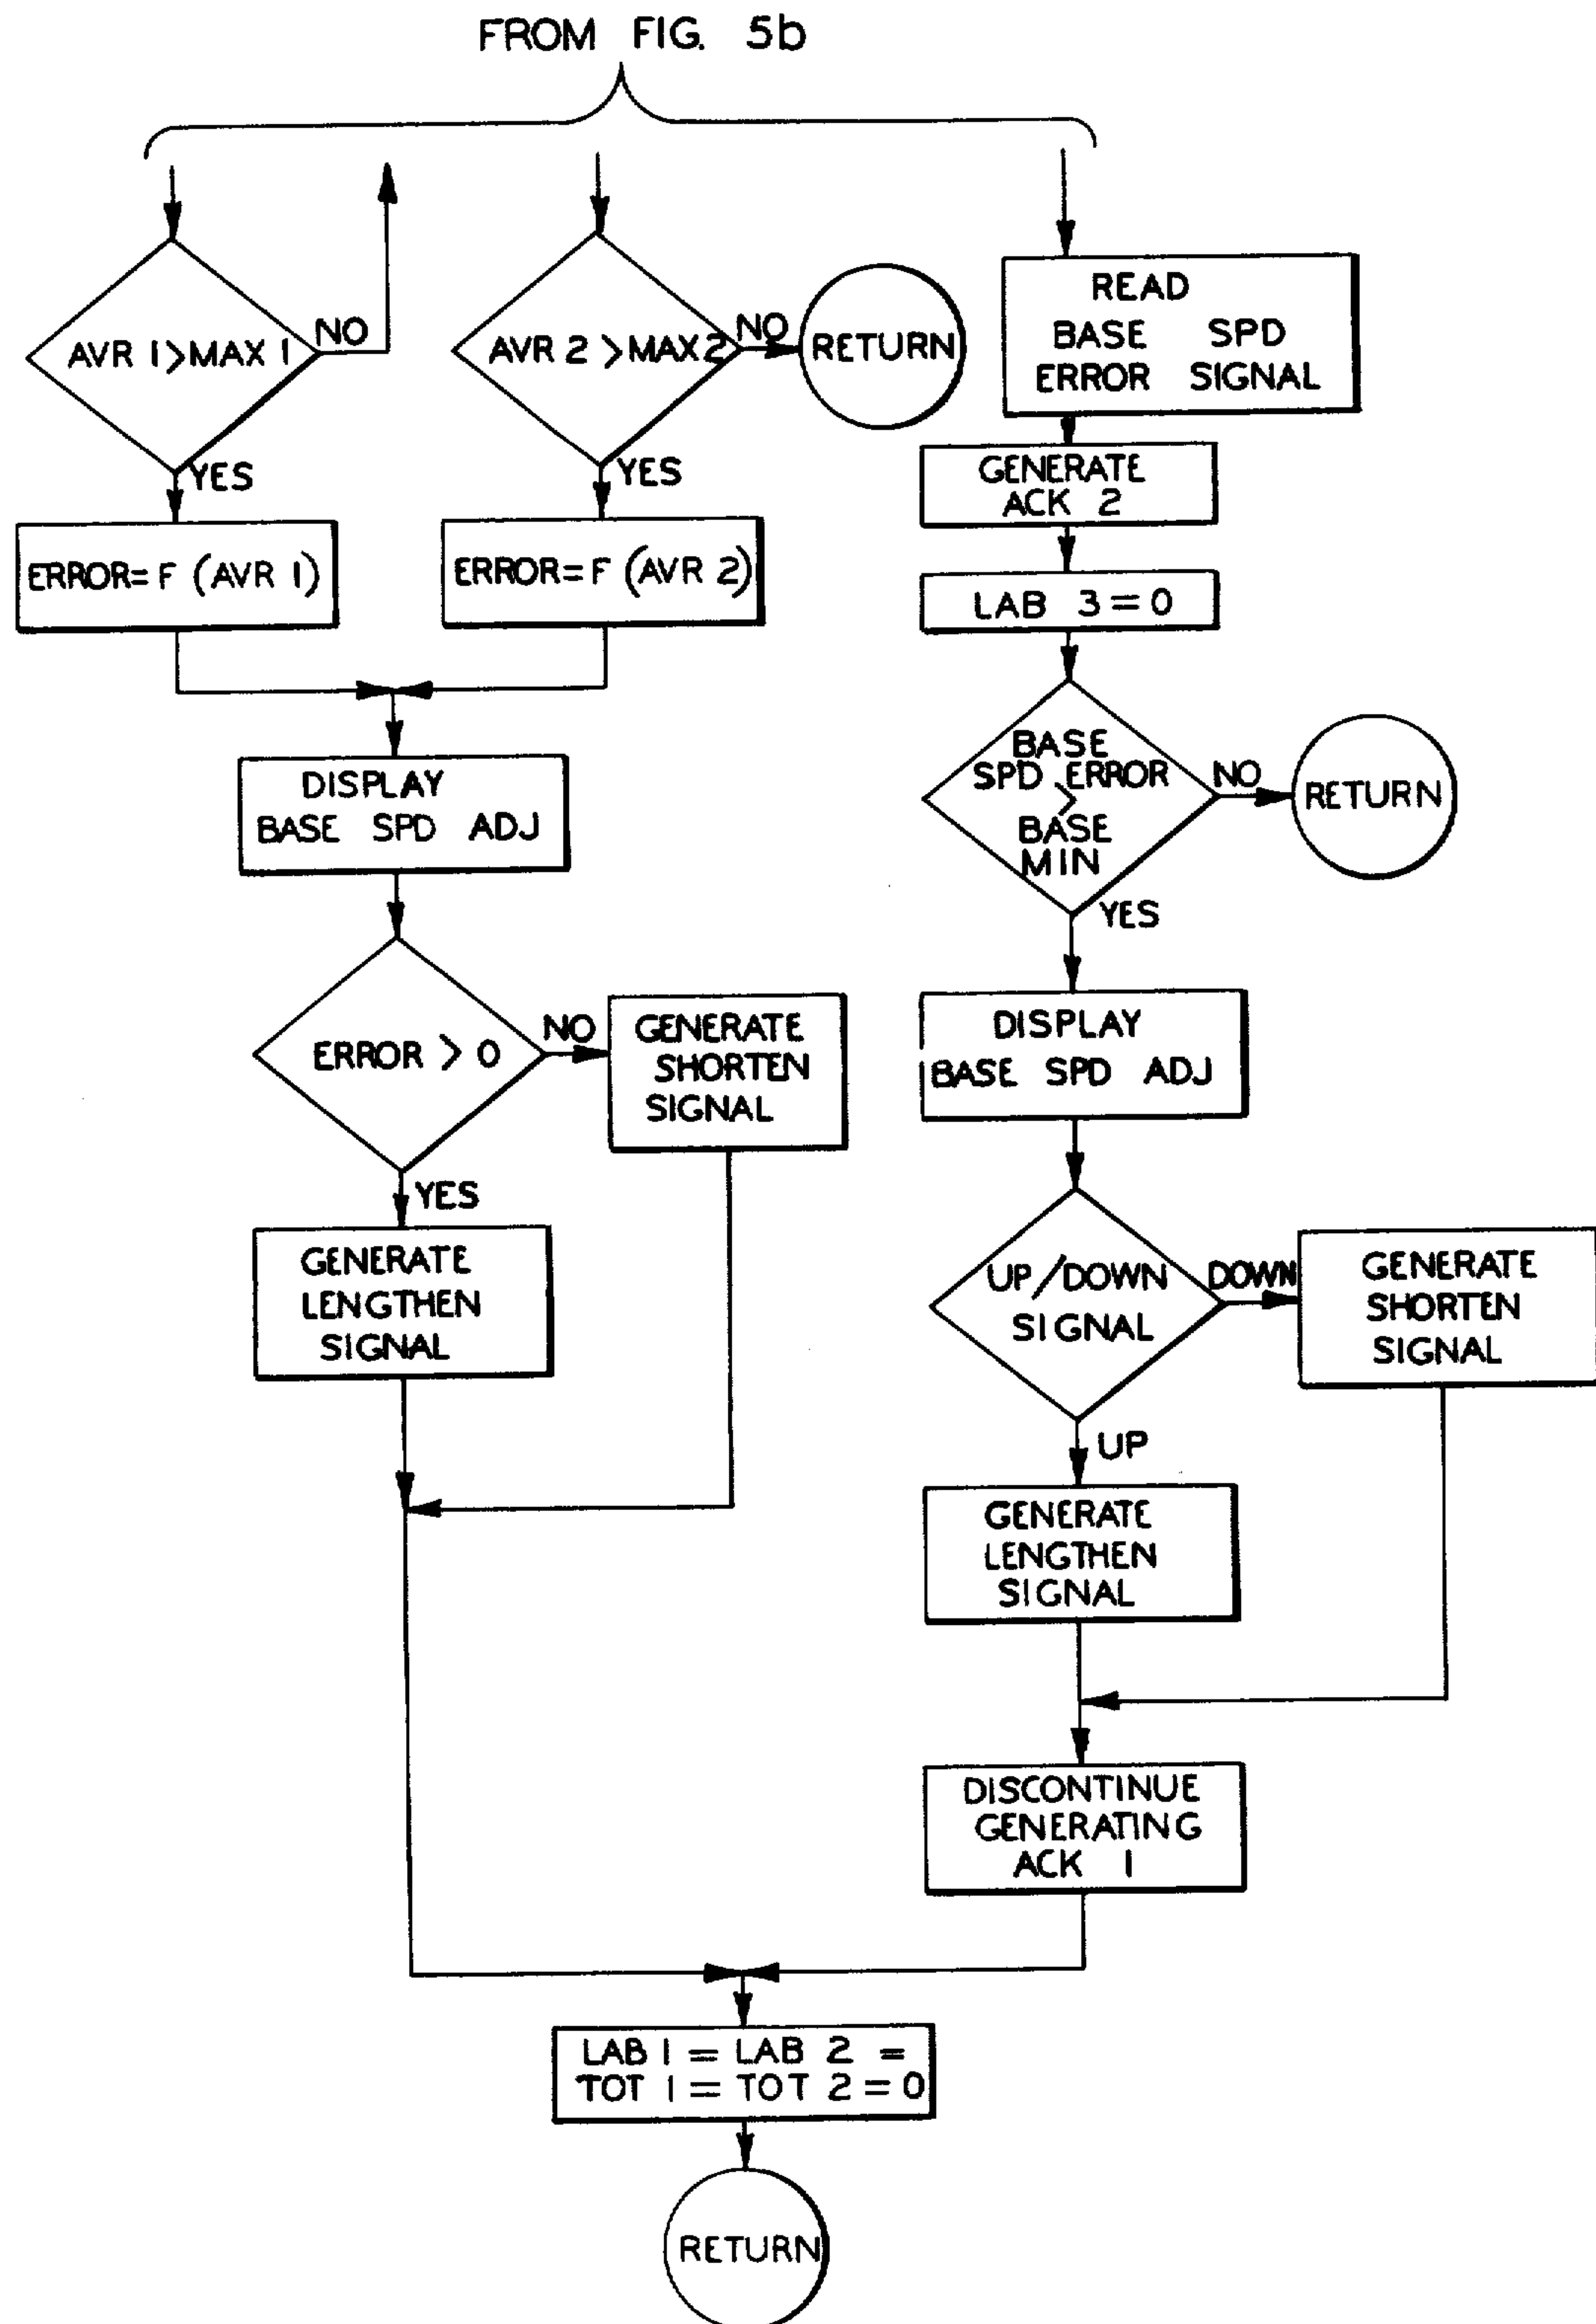 FROM FIG. 5b
AVR 1>MAX 1
NO
YES
ERROR=F (AVR 1)
AVR 2 >MAX 2
NO
RETURN
YES
ERROR=F (AVR 2)
DISPLAY
BASE SPD ADJ
ERROR > 0
NO
GENERATE
SHORTEN
SIGNAL
YES
GENERATE
LENGTHEN
SIGNAL
READ
BASE SPD
ERROR SIGNAL
GENERATE
ACK 2
LAB 3=0
BASE
SPD ERROR
>
BASE
MIN
NO
RETURN
YES
DISPLAY
BASE SPD ADJ
UP/DOWN
SIGNAL
DOWN
GENERATE
SHORTEN
SIGNAL
UP
GENERATE
LENGTHEN
SIGNAL
DISCONTINUE
GENERATING
ACK 1
LAB 1 = LAB 2 =
TOT 1 = TOT 2 = 0
RETURN